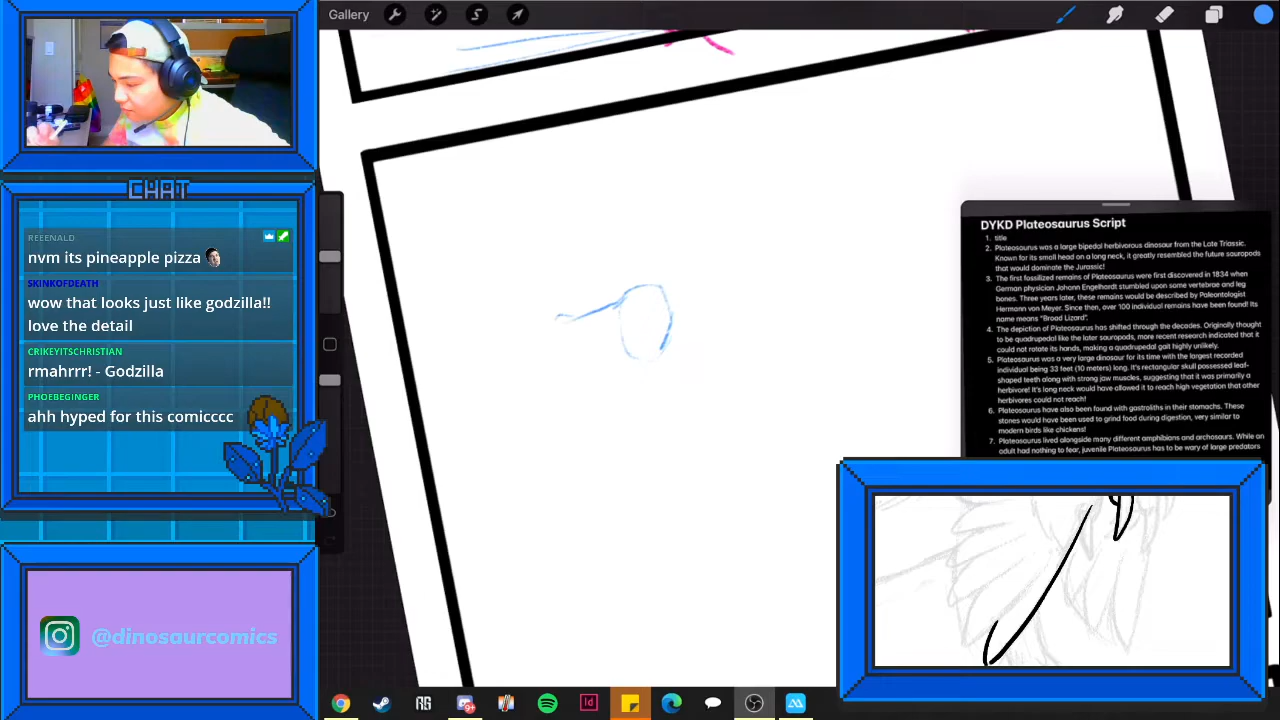 Gallery
CHAT
REEENALD
nvm its pineapple pizza
SKINKOFDEATH
wow that looks just like godzilla!!
love the detail
CRIKEYITSCHRISTIAN
rmahrrr! - Godzilla
PHOEBEGINGER
ahh hyped for this comicccc
@dinosaurcomics
DYKD Plateosaurus Script
1. title
2. Plateosaurus was a large bipedal herbivorous dinosaur from the Late Triassic.
Known for its small head on a long neck, it greatly resembled the future sauropods
that would dominate the Jurassic!
3. The first fossilized remains of Plateosaurus were first discovered in 1834 when
German physician Johann Engelhardt stumbled upon some vertebrae and leg
bones. Three years later, these remains would be described by Paleontologist
Hermann von Meyer. Since then, over 100 individual remains have been found! Its
name means "Broad Lizard".
4. The depiction of Plateosaurus has shifted through the decades. Originally thought
to be quadrupedal like the later sauropods, more recent research indicated that it
could not rotate its hands, making a quadrupedal gait highly unlikely.
5. Plateosaurus was a very large dinosaur for its time with the largest recorded
individual being 33 feet (10 meters) long. It's rectangular skull possessed leaf-
shaped teeth along with strong jaw muscles, suggesting that it was primarily a
herbivore! It's long neck would have allowed it to reach high vegetation that other
herbivores could not reach!
6. Plateosaurus have also been found with gastroliths in their stomachs. These
stones would have been used to grind food during digestion, very similar to
modern birds like chickens!
7. Plateosaurus lived alongside many different amphibians and archosaurs. While an
adult had nothing to fear, juvenile Plateosaurus has to be wary of large predators